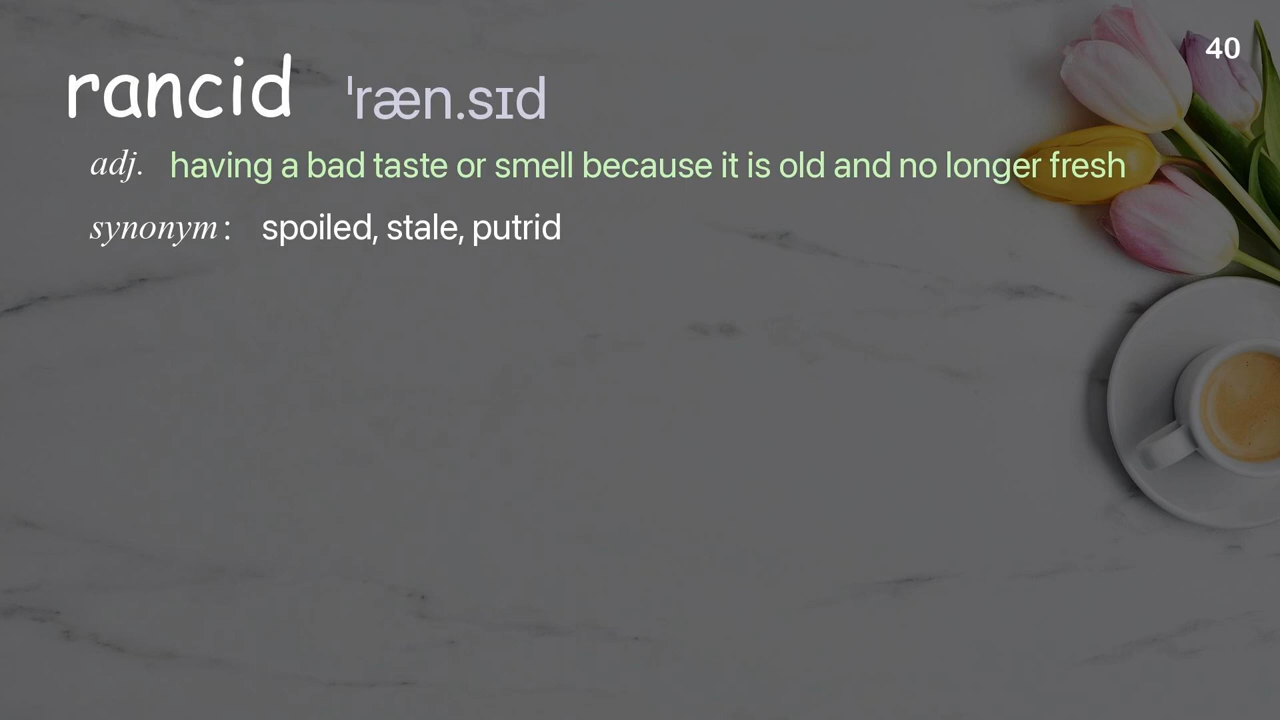 40
rancid ˈræn.sɪd
adj. having a bad taste or smell because it is old and no longer fresh
synonym: spoiled, stale, putrid